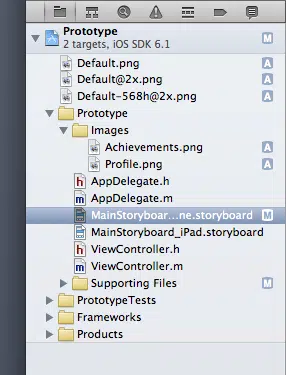 Prototype M
2 targets, iOS SDK 6.1
Default.png A
Default@2x.png A
Default-568h@2x.png A
Prototype
Images
Achievements.png A
Profile.png A
h AppDelegate.h
m AppDelegate.m
MainStoryboar...ne.storyboard M
MainStoryboard_iPad.storyboard
h ViewController.h
m ViewController.m
Supporting Files M
PrototypeTests
Frameworks
Products